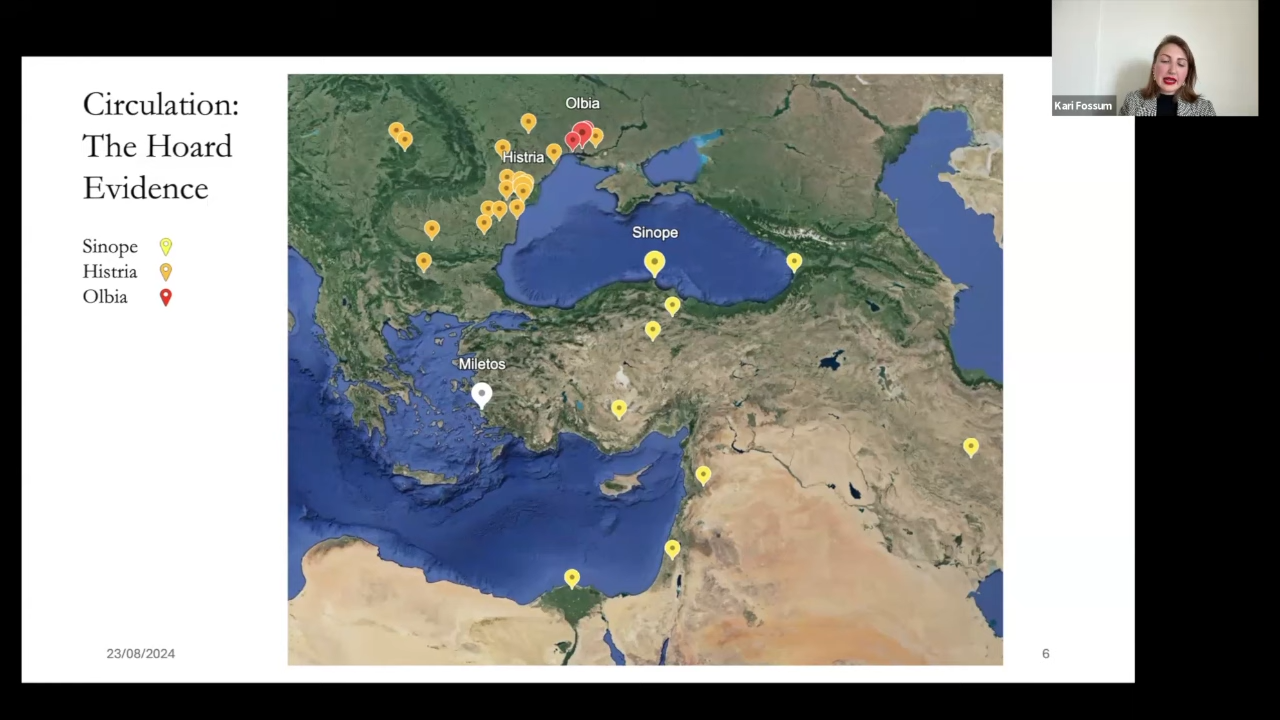 Circulation:
The Hoard
Evidence
Sinope
Histria
Olbia
Olbia
Histria
Sinope
Miletos
23/08/2024
6
Kari Fossum